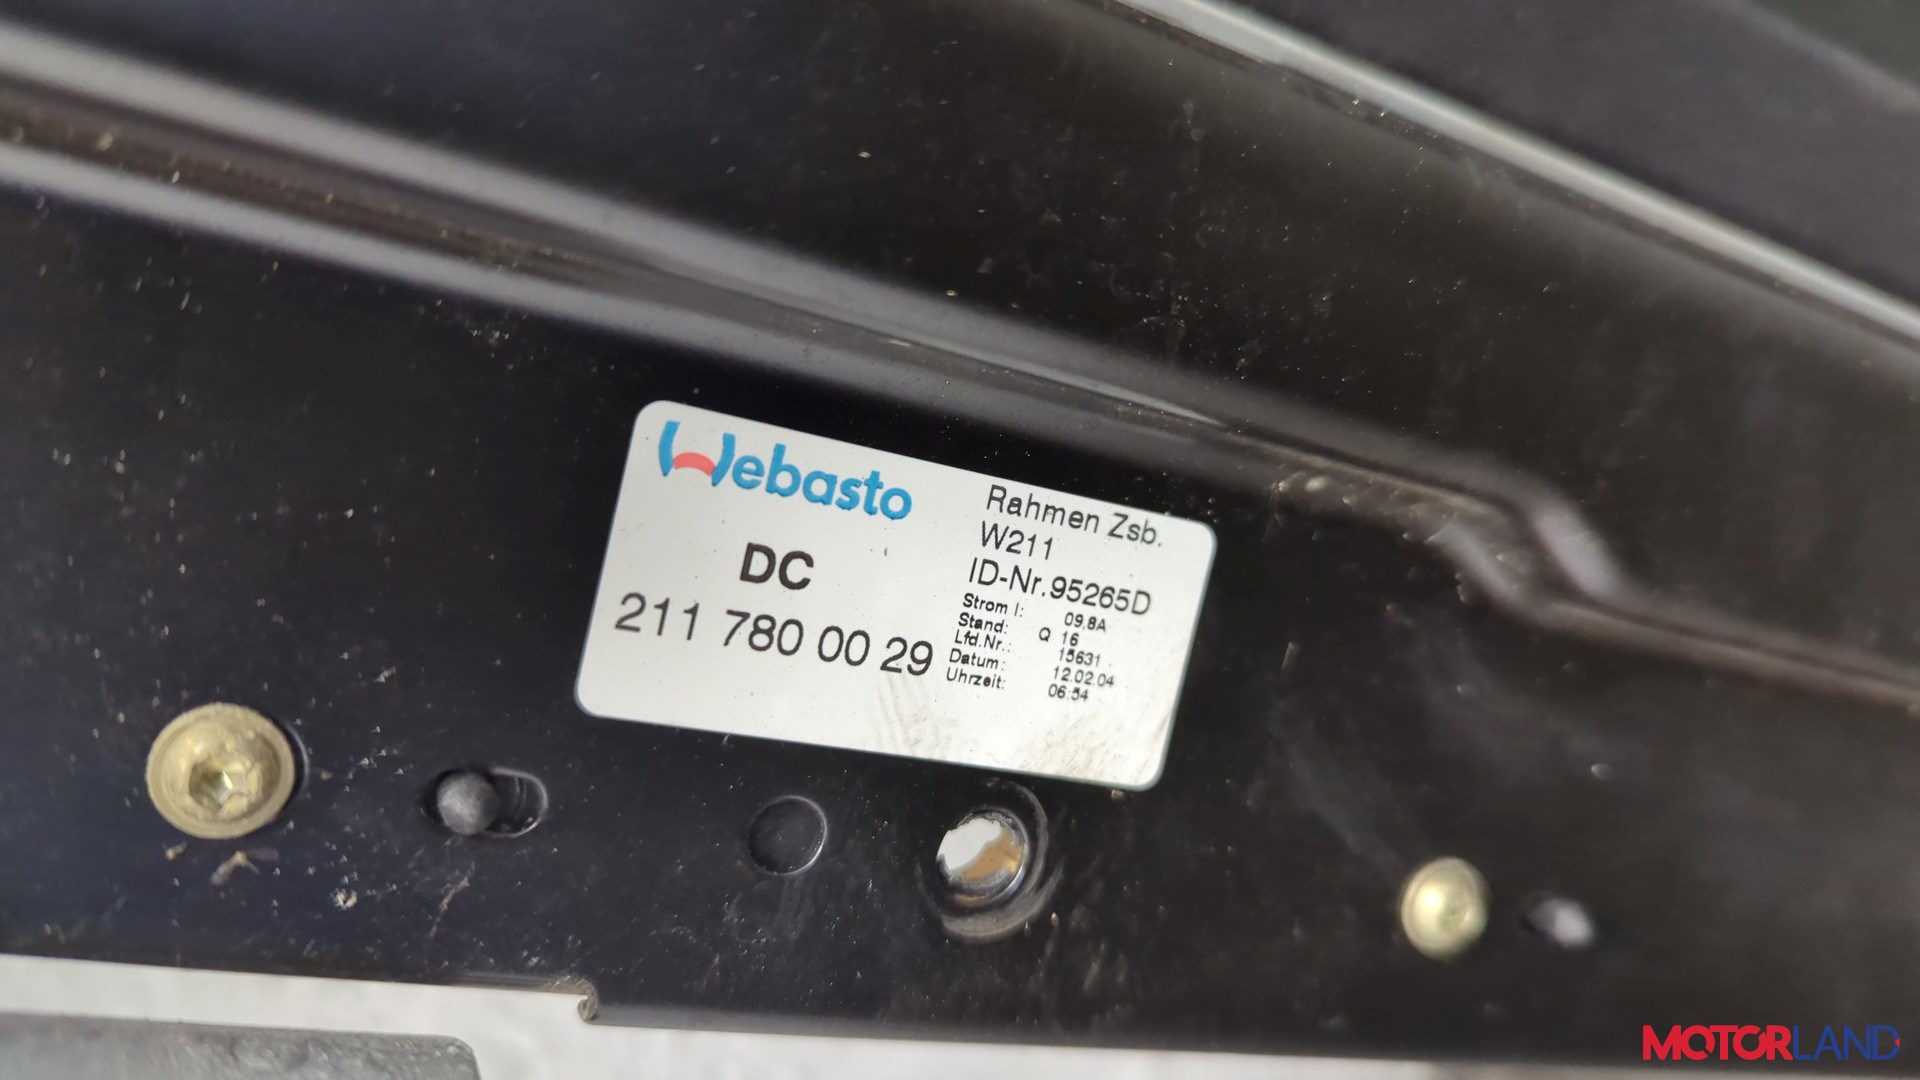 Webasto
DC
211 780 00 29
Rahmen Zsb.
W211
ID-Nr.95265D
Strom I: 09,8A
Stand: Q 16
Lfd.Nr.: 15631
Datum: 12.02.04
Uhrzeit: 06:54
MOTORLAND